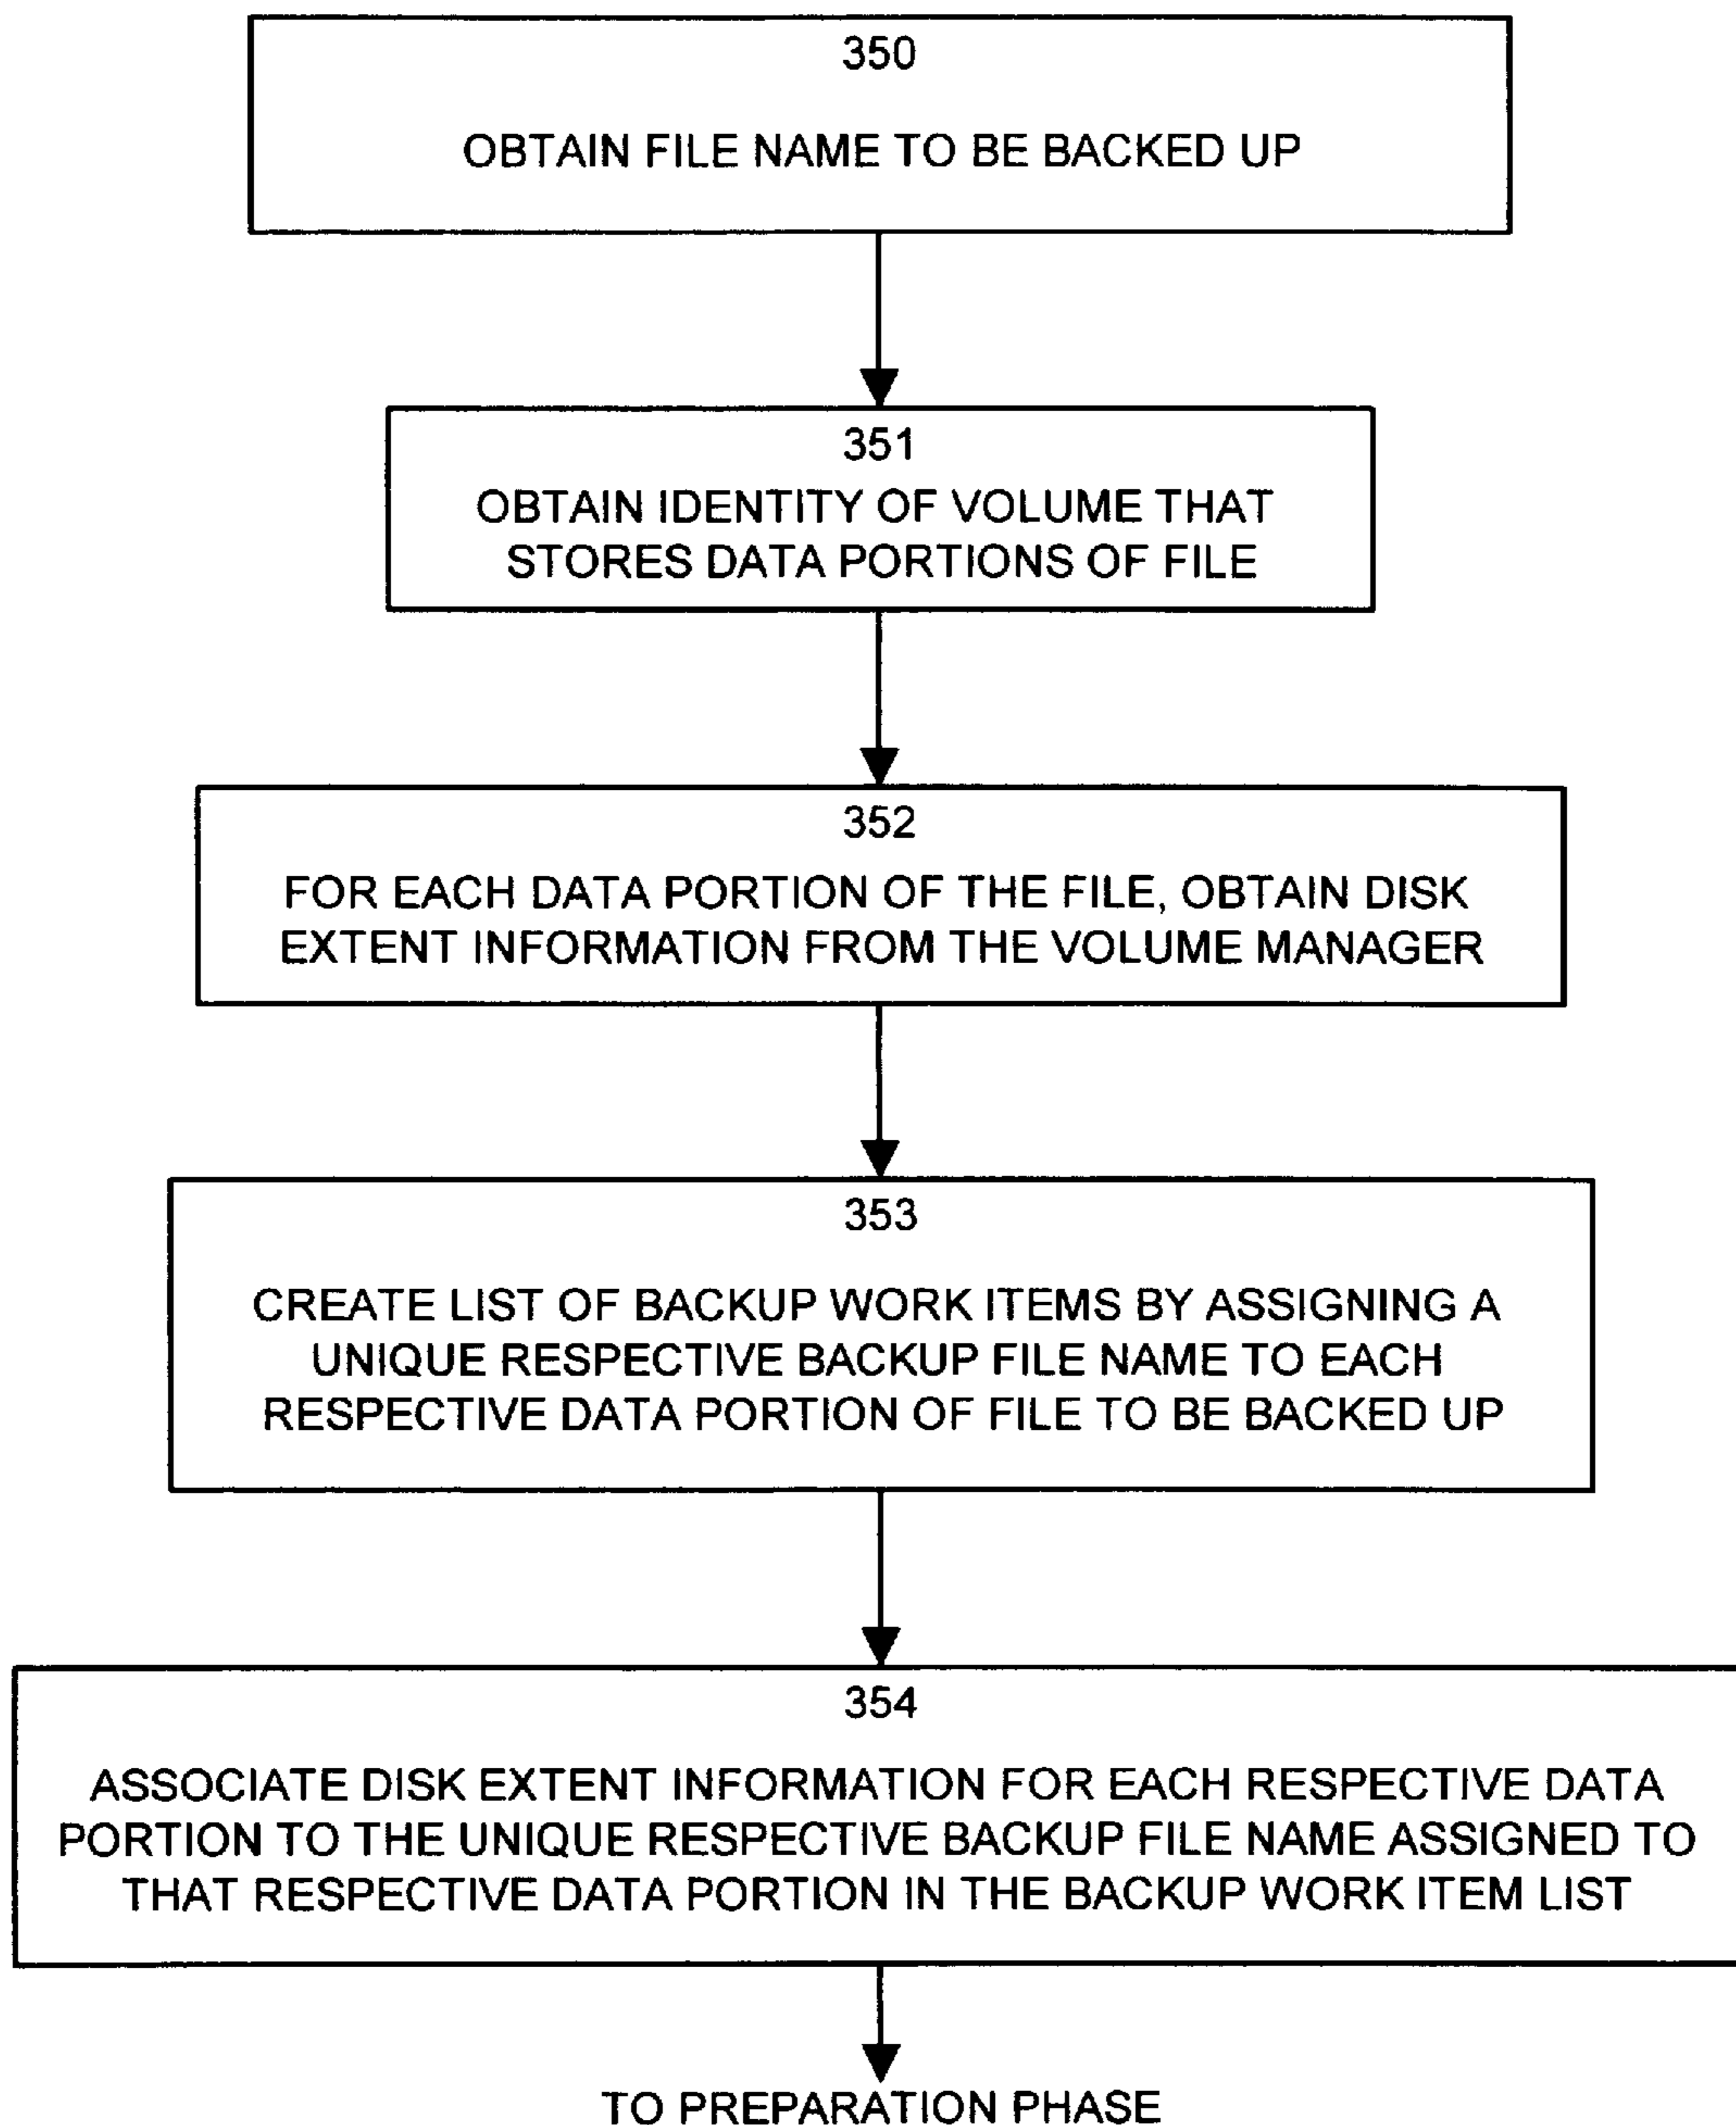 350
OBTAIN FILE NAME TO BE BACKED UP
351
OBTAIN IDENTITY OF VOLUME THAT
STORES DATA PORTIONS OF FILE
352
FOR EACH DATA PORTION OF THE FILE, OBTAIN DISK
EXTENT INFORMATION FROM THE VOLUME MANAGER
353
CREATE LIST OF BACKUP WORK ITEMS BY ASSIGNING A
UNIQUE RESPECTIVE BACKUP FILE NAME TO EACH
RESPECTIVE DATA PORTION OF FILE TO BE BACKED UP
354
ASSOCIATE DISK EXTENT INFORMATION FOR EACH RESPECTIVE DATA
PORTION TO THE UNIQUE RESPECTIVE BACKUP FILE NAME ASSIGNED TO
THAT RESPECTIVE DATA PORTION IN THE BACKUP WORK ITEM LIST
TO PREPARATION PHASE